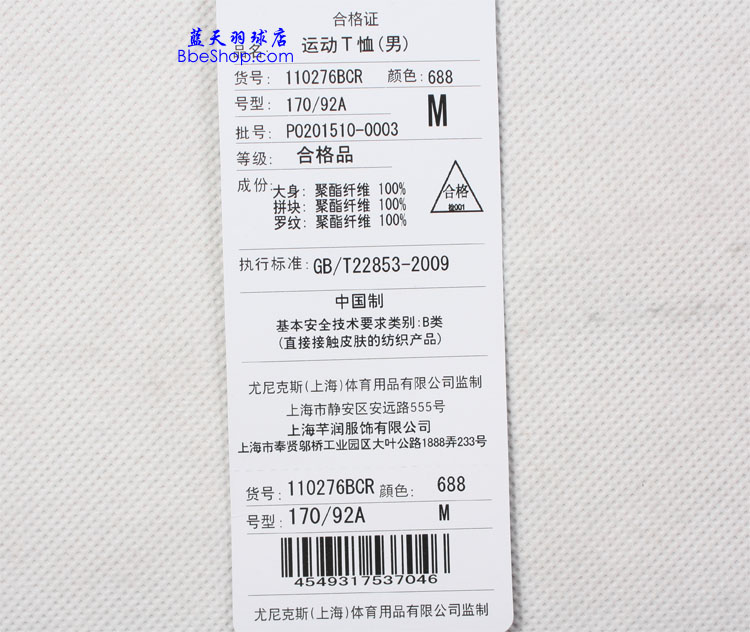 合格证
蓝天羽球店
BbeShop.com
品名: 运动T恤(男)
货号: 110276BCR 颜色: 688
号型: 170/92A M
批号: PO201510-0003
等级: 合格品
成份:
大身: 聚酯纤维 100%
拼块: 聚酯纤维 100%
罗纹: 聚酯纤维 100%
合格
检001
执行标准: GB/T22853-2009
中国制
基本安全技术要求类别:B类
(直接接触皮肤的纺织产品)
尤尼克斯(上海)体育用品有限公司监制
上海市静安区安远路555号
上海芊润服饰有限公司
上海市奉贤邬桥工业园区大叶公路1888弄233号
货号: 110276BCR 顏色: 688
号型: 170/92A M
4549317537046
尤尼克斯(上海)体育用品有限公司监制